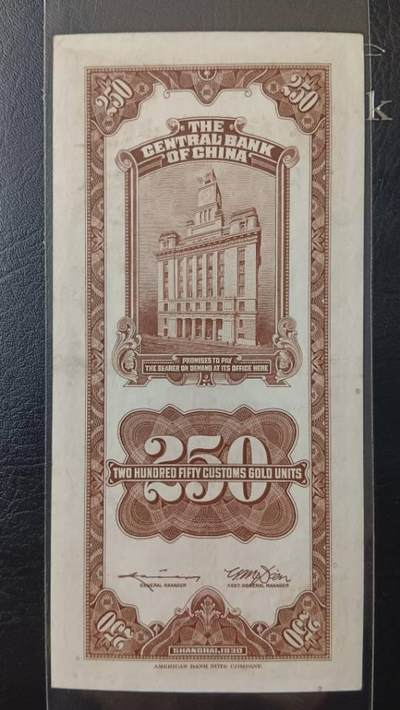 250 250
THE
CENTRAL BANK
OF CHINA
PROMISES TO PAY
THE BEARER ON DEMAND AT ITS OFFICE HERE
250
TWO HUNDRED FIFTY CUSTOMS GOLD UNITS
GENERAL MANAGER ASST. GENERAL MANAGER
250 250
SHANGHAI, 1930
AMERICAN BANK NOTE COMPANY.
k